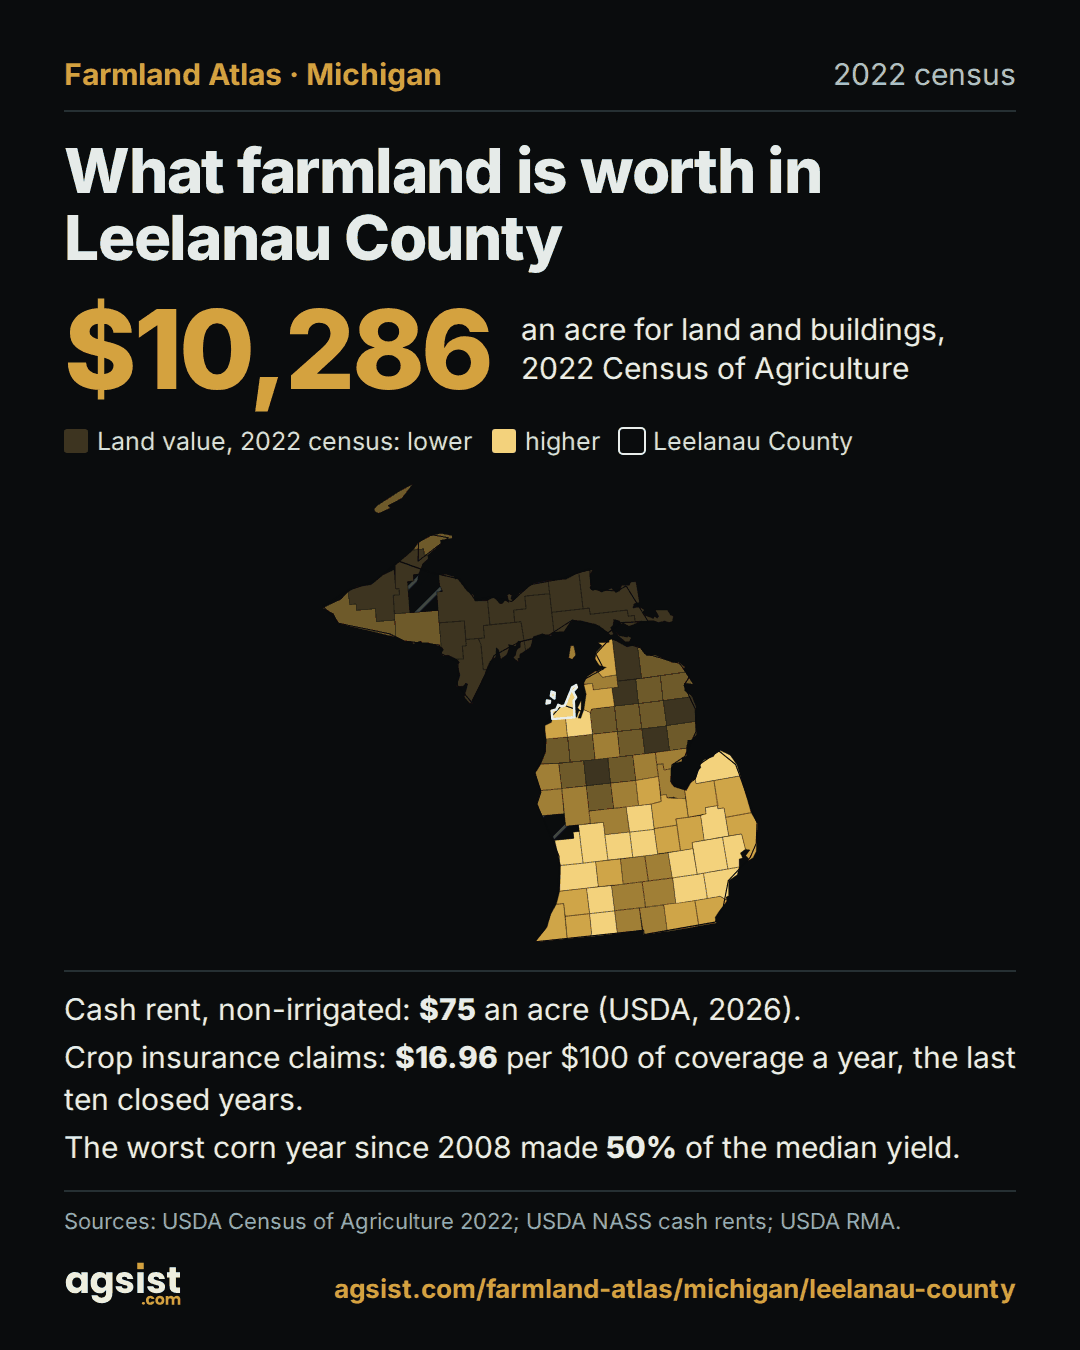 Farmland Atlas · Michigan
2022 census
What farmland is worth in
Leelanau County
$10,286
an acre for land and buildings,
2022 Census of Agriculture
Land value, 2022 census: lower
higher
Leelanau County
Cash rent, non-irrigated: $75 an acre (USDA, 2026).
Crop insurance claims: $16.96 per $100 of coverage a year, the last
ten closed years.
The worst corn year since 2008 made 50% of the median yield.
Sources: USDA Census of Agriculture 2022; USDA NASS cash rents; USDA RMA.
agsist
.com
agsist.com/farmland-atlas/michigan/leelanau-county